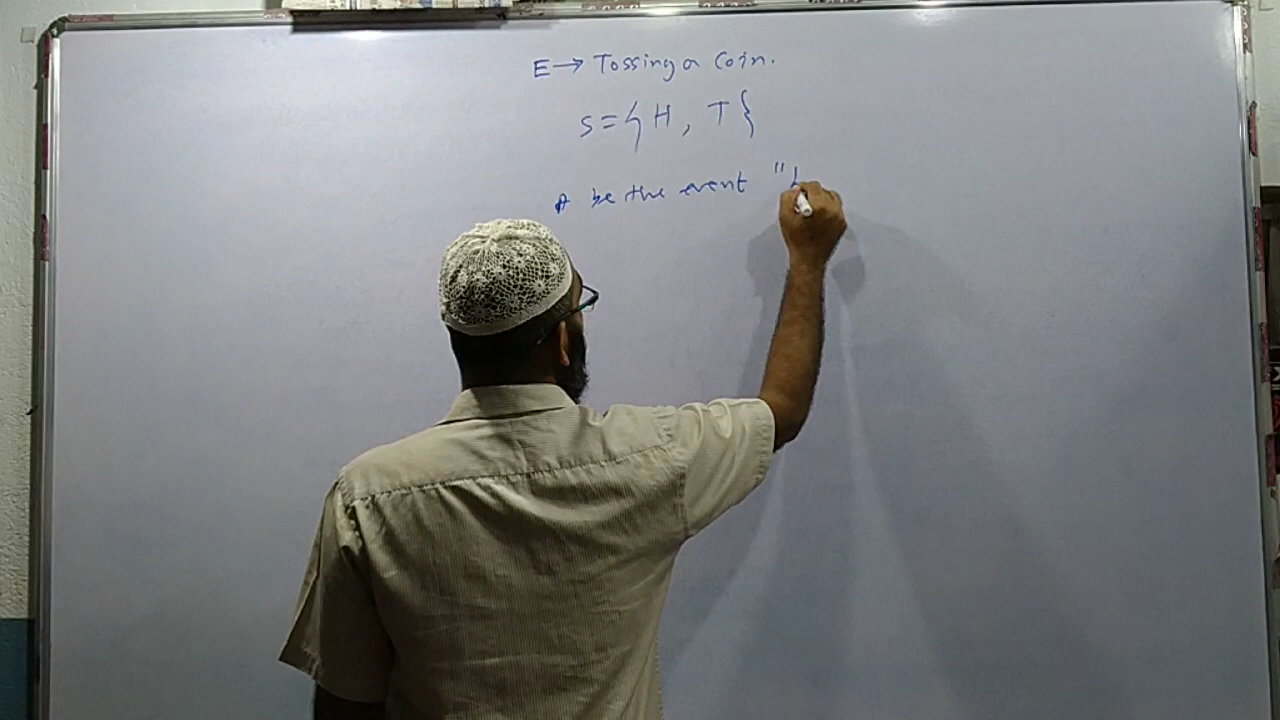 E → Tossing a Coin.
S = {H, T}
A be the event "